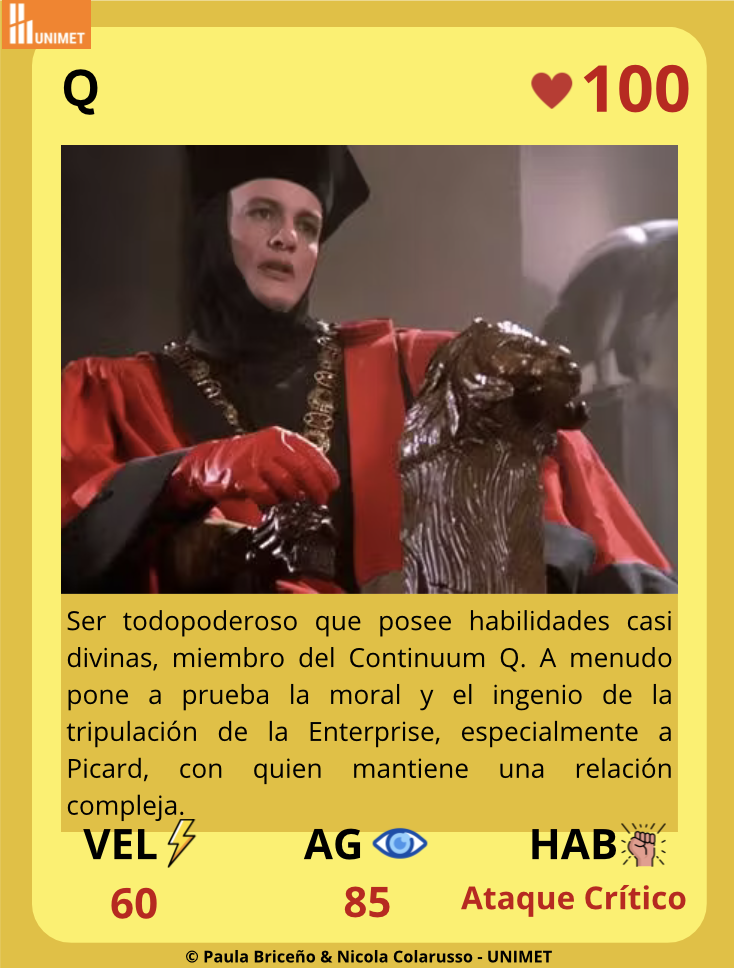 UNIMET
Q
100
Ser todopoderoso que posee habilidades casi
divinas, miembro del Continuum Q. A menudo
pone a prueba la moral y el ingenio de la
tripulación de la Enterprise, especialmente a
Picard, con quien mantiene una relación
compleja.
VEL AG HAB
60 85 Ataque Crítico
© Paula Briceño & Nicola Colarusso - UNIMET